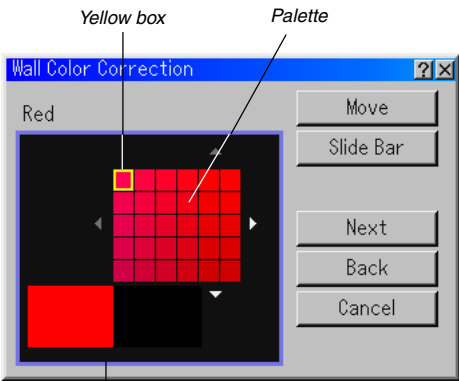 Yellow box
Palette
Wall Color Correction
Red
Move
Slide Bar
Next
Back
Cancel